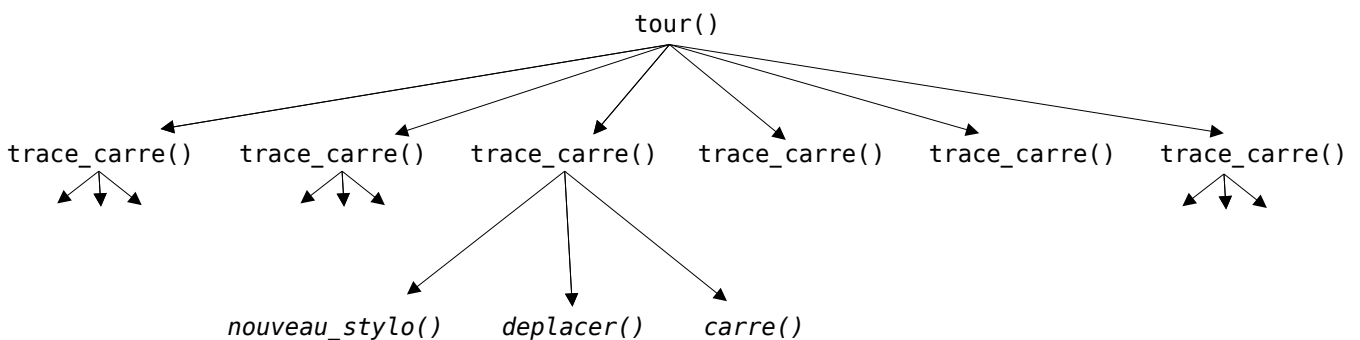 tour()
trace_carre() trace_carre() trace_carre() trace_carre() trace_carre() trace_carre()
nouveau_stylo() deplacer() carre()